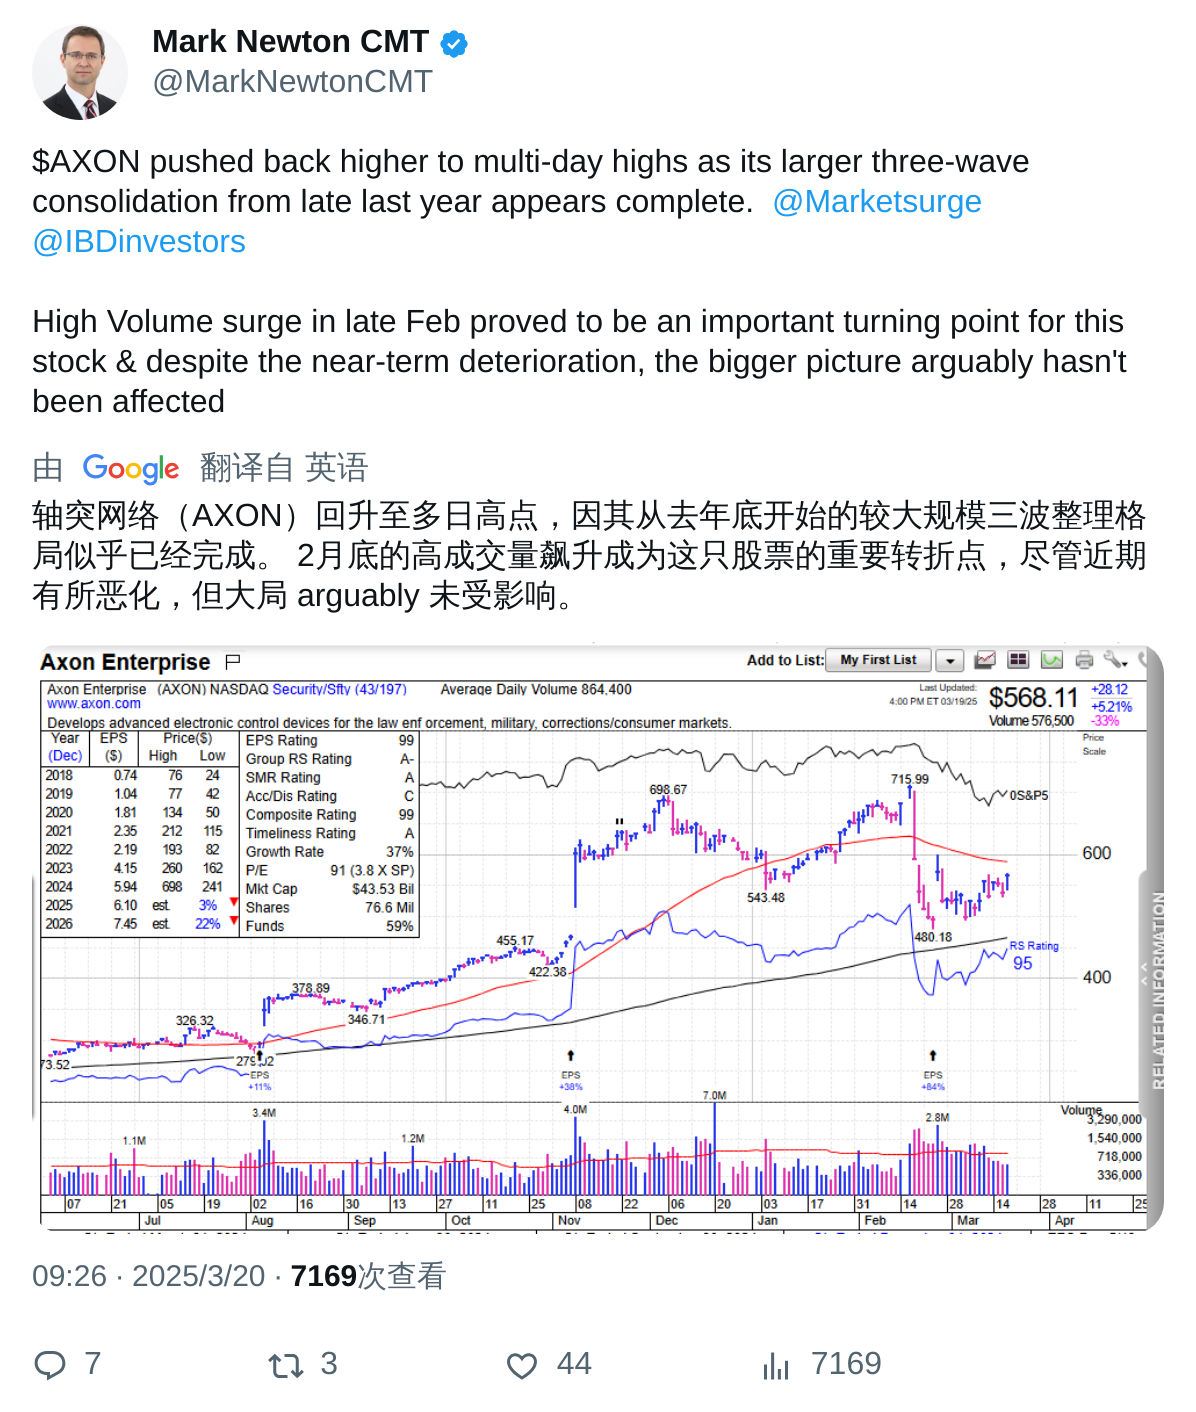 Mark Newton CMT
@MarkNewtonCMT
$AXON pushed back higher to multi-day highs as its larger three-wave
consolidation from late last year appears complete.  @Marketsurge
@IBDinvestors
High Volume surge in late Feb proved to be an important turning point for this
stock & despite the near-term deterioration, the bigger picture arguably hasn't
been affected
由 Google 翻译自 英语
轴突网络（AXON）回升至多日高点，因其从去年底开始的较大规模三波整理格
局似乎已经完成。 2月底的高成交量飙升成为这只股票的重要转折点，尽管近期
有所恶化，但大局 arguably 未受影响。
Axon Enterprise
Add to List: My First List
Axon Enterprise (AXON) NASDAQ Security/Sfty (43/197) Average Daily Volume 864,400
Last Updated:
4:00 PM ET 03/19/25
$568.11
+28.12
+5.21%
Volume 576,500 -33%
www.axon.com
Develops advanced electronic control devices for the law enf orcement, military, corrections/consumer markets.
Year EPS Price($)
(Dec) ($) High Low
2018 0.74 76 24
2019 1.04 77 42
2020 1.81 134 50
2021 2.35 212 115
2022 2.19 193 82
2023 4.15 260 162
2024 5.94 698 241
2025 6.10 est. 3%
2026 7.45 est. 22%
EPS Rating 99
Group RS Rating A-
SMR Rating A
Acc/Dis Rating C
Composite Rating 99
Timeliness Rating A
Growth Rate 37%
P/E 91 (3.8 X SP)
Mkt Cap $43.53 Bil
Shares 76.6 Mil
Funds 59%
Price
Scale
715.99
698.67
0S&P5
600
543.48
480.18
455.17
422.38
RS Rating
95
400
378.89
346.71
326.32
279.02
73.52
EPS
+11%
EPS
+38%
EPS
+84%
RELATED INFORMATION
Volume
3,290,000
1,540,000
718,000
336,000
1.1M
3.4M
1.2M
4.0M
7.0M
2.8M
07 21 05 19 02 16 30 13 27 11 25 08 22 06 20 03 17 31 14 28 14 28 11 25
Jul Aug Sep Oct Nov Dec Jan Feb Mar Apr
09:26 · 2025/3/20 · 7169次查看
7 3 44 7169